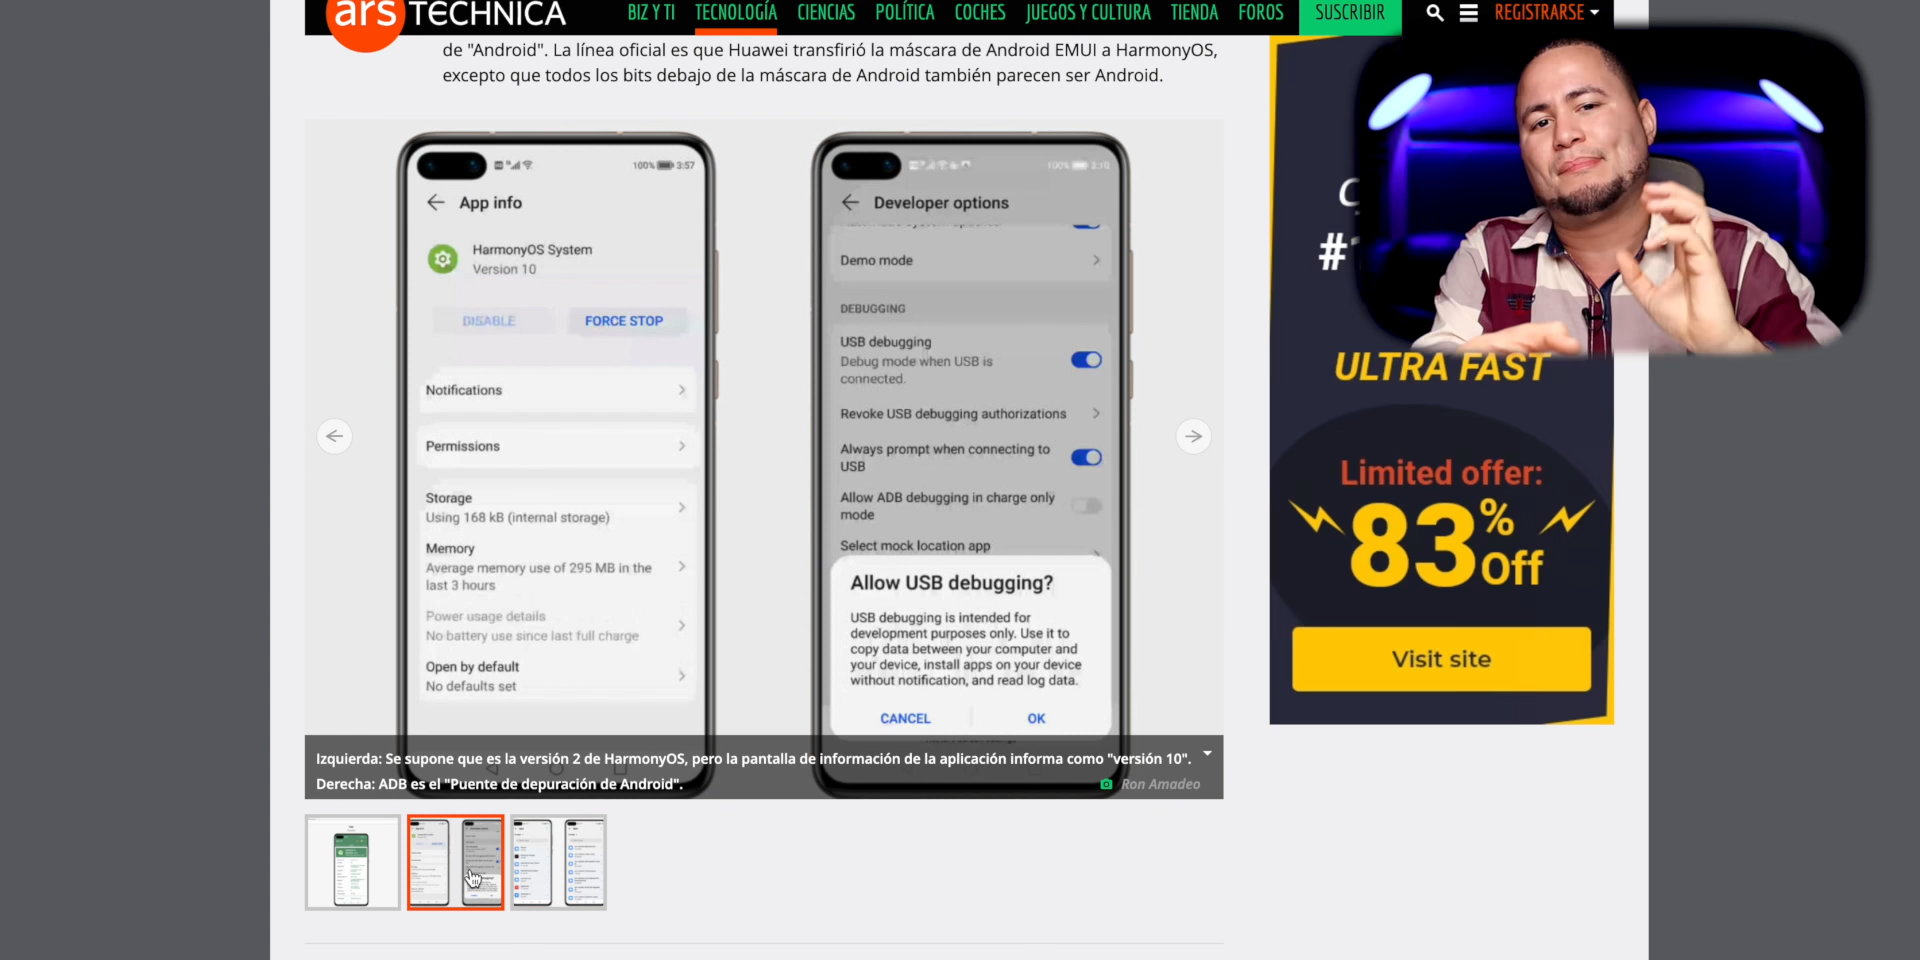 ars TECHNICA
BIZ Y TI TECNOLOGÍA CIENCIAS POLÍTICA COCHES JUEGOS Y CULTURA TIENDA FOROS SUSCRIBIR REGISTRARSE
de "Android". La línea oficial es que Huawei transfirió la máscara de Android EMUI a HarmonyOS,
excepto que todos los bits debajo de la máscara de Android también parecen ser Android.
100% 3:57
App info
HarmonyOS System
Version 10
DISABLE FORCE STOP
Notifications
Permissions
Storage
Using 168 kB (internal storage)
Memory
Average memory use of 295 MB in the
last 3 hours
Power usage details
No battery use since last full charge
Open by default
No defaults set
Developer options
Demo mode
DEBUGGING
USB debugging
Debug mode when USB is
connected.
Revoke USB debugging authorizations
Always prompt when connecting to
USB
Allow ADB debugging in charge only
mode
Select mock location app
Allow USB debugging?
USB debugging is intended for
development purposes only. Use it to
copy data between your computer and
your device, install apps on your device
without notification, and read log data.
CANCEL OK
Izquierda: Se supone que es la versión 2 de HarmonyOS, pero la pantalla de información de la aplicación informa como "versión 10".
Derecha: ADB es el "Puente de depuración de Android".
Ron Amadeo
ULTRA FAST
Limited offer:
83% Off
Visit site